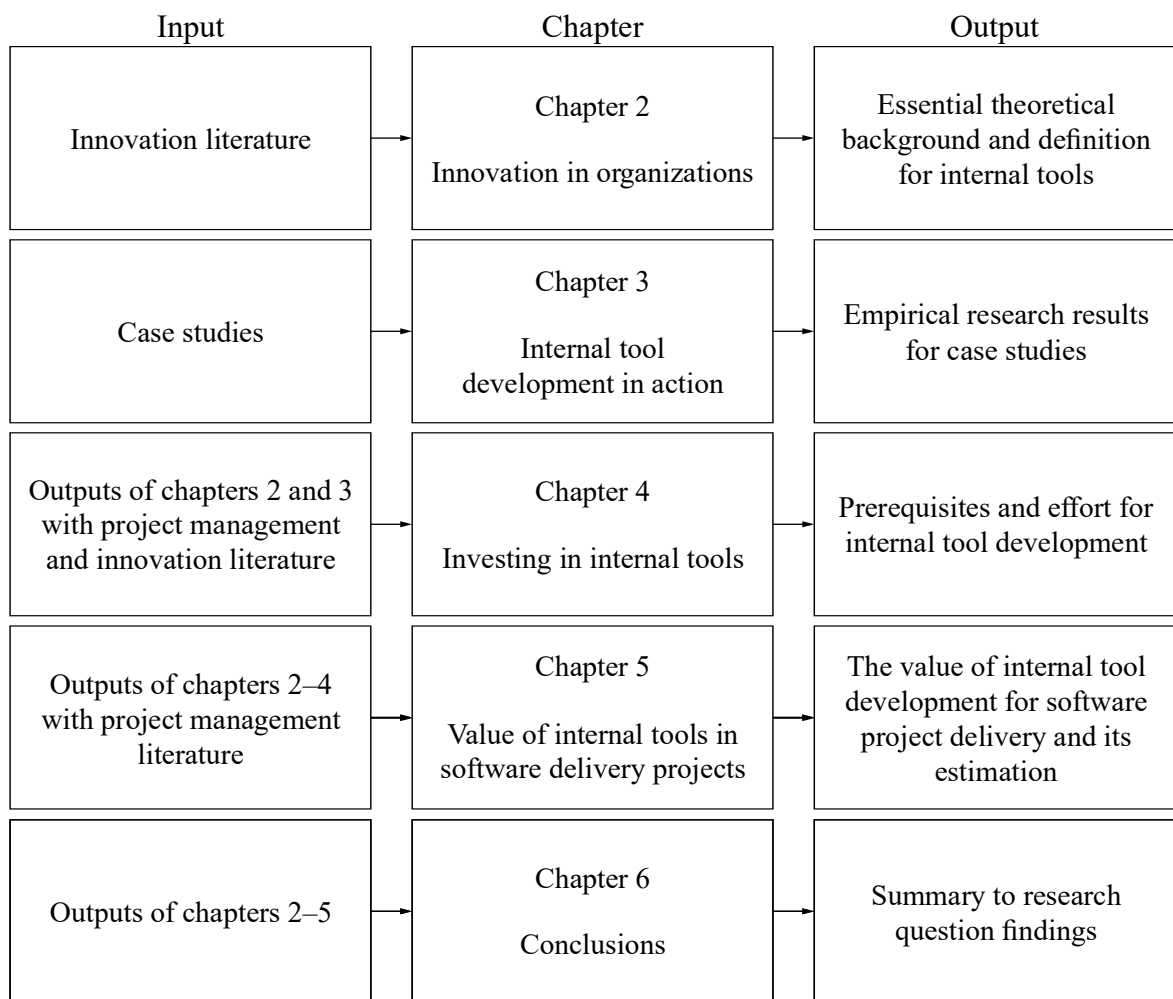 Input
Chapter
Output
Innovation literature
Chapter 2
Innovation in organizations
Essential theoretical
background and definition
for internal tools
Case studies
Chapter 3
Internal tool
development in action
Empirical research results
for case studies
Outputs of chapters 2 and 3
with project management
and innovation literature
Chapter 4
Investing in internal tools
Prerequisites and effort for
internal tool development
Outputs of chapters 2–4
with project management
literature
Chapter 5
Value of internal tools in
software delivery projects
The value of internal tool
development for software
project delivery and its
estimation
Outputs of chapters 2–5
Chapter 6
Conclusions
Summary to research
question findings